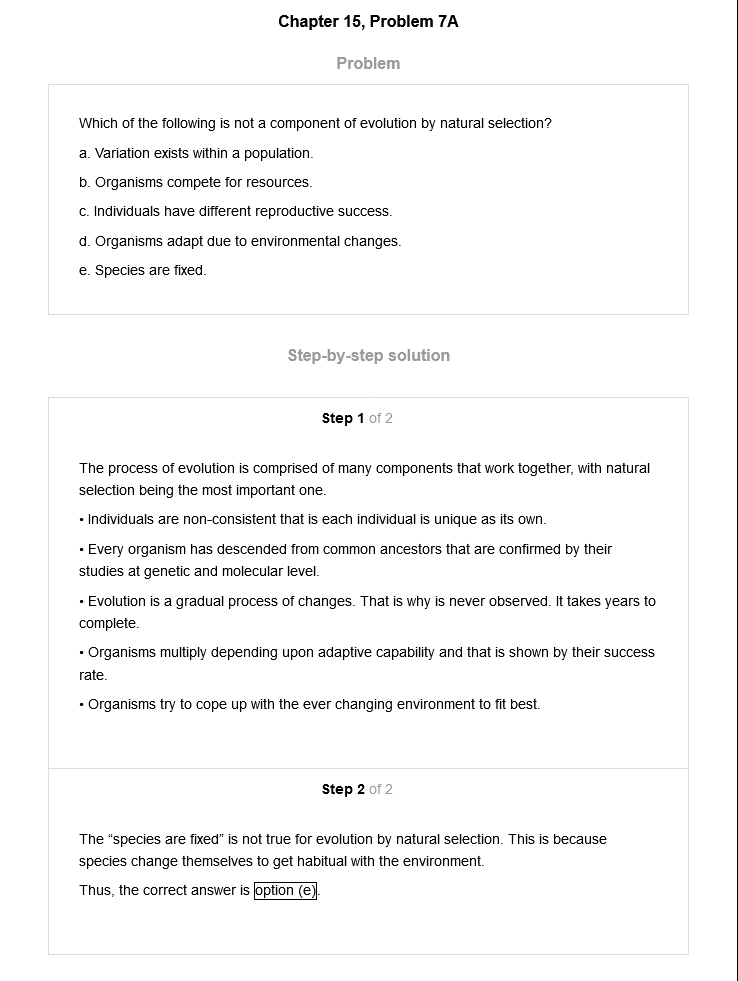 Chapter 15, Problem 7A
Problem
Which of the following is not a component of evolution by natural selection?
a. Variation exists within a population.
b. Organisms compete for resources.
c. Individuals have different reproductive success.
d. Organisms adapt due to environmental changes.
e. Species are fixed.
Step-by-step solution
Step 1 of 2
The process of evolution is comprised of many components that work together, with natural
selection being the most important one.
• Individuals are non-consistent that is each individual is unique as its own.
• Every organism has descended from common ancestors that are confirmed by their
studies at genetic and molecular level.
• Evolution is a gradual process of changes. That is why is never observed. It takes years to
complete.
• Organisms multiply depending upon adaptive capability and that is shown by their success
rate.
• Organisms try to cope up with the ever changing environment to fit best.
Step 2 of 2
The “species are fixed” is not true for evolution by natural selection. This is because
species change themselves to get habitual with the environment.
Thus, the correct answer is option (e).